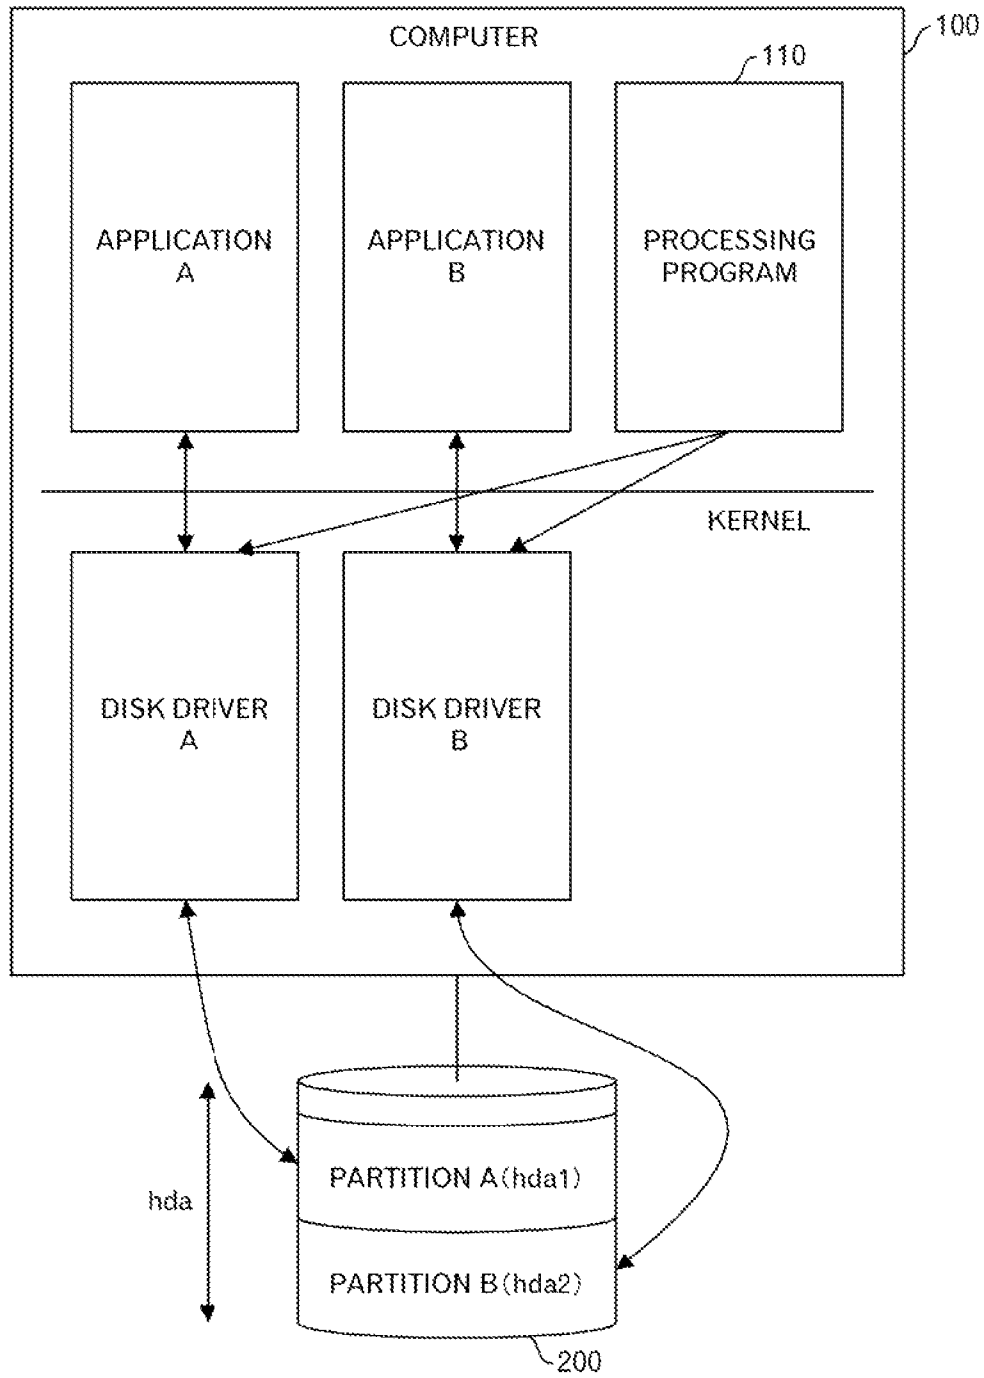 COMPUTER
100
110
APPLICATION
A
APPLICATION
B
PROCESSING
PROGRAM
KERNEL
DISK DRIVER
A
DISK DRIVER
B
hda
PARTITION A(hda1)
PARTITION B(hda2)
200